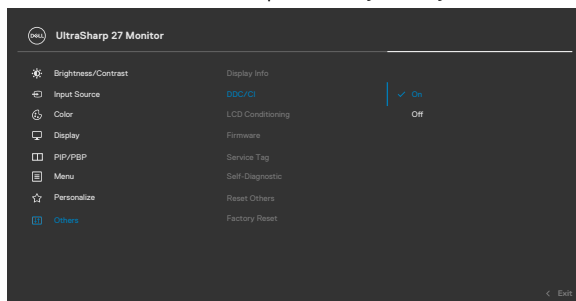 DELL UltraSharp 27 Monitor
Brightness/Contrast Display Info
Input Source DDC/CI On
Color LCD Conditioning Off
Display Firmware
PIP/PBP Service Tag
Menu Self-Diagnostic
Personalize Reset Others
Others Factory Reset
Exit